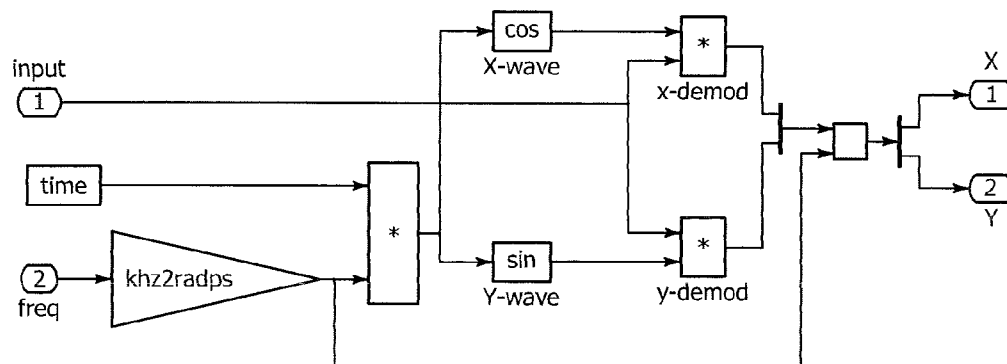 input
1
time
2
freq
khz2radps
*
cos
X-wave
sin
Y-wave
*
x-demod
*
y-demod
X
1
2
Y